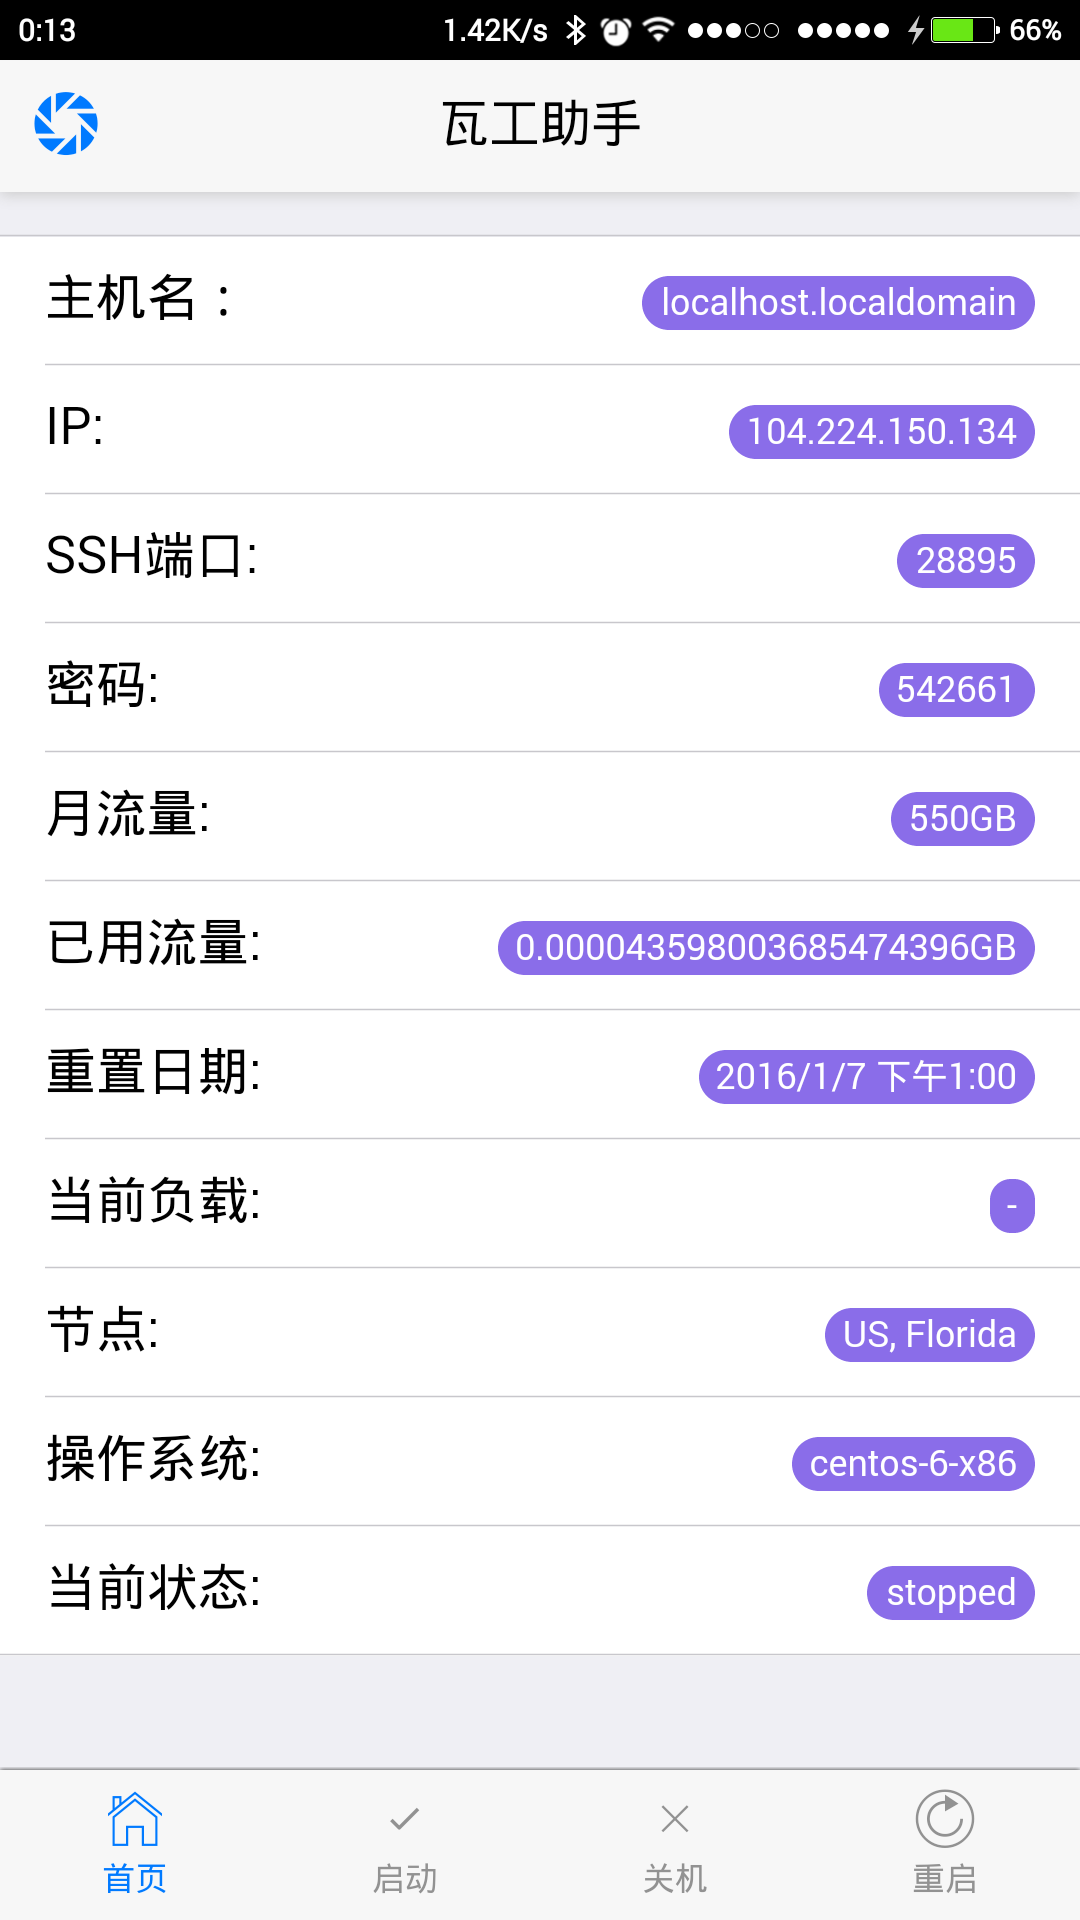 0:13 1.42K/s 66%
瓦工助手
主机名： localhost.localdomain
IP: 104.224.150.134
SSH端口: 28895
密码: 542661
月流量: 550GB
已用流量: 0.000043598003685474396GB
重置日期: 2016/1/7 下午1:00
当前负载: -
节点: US, Florida
操作系统: centos-6-x86
当前状态: stopped
首页 启动 关机 重启